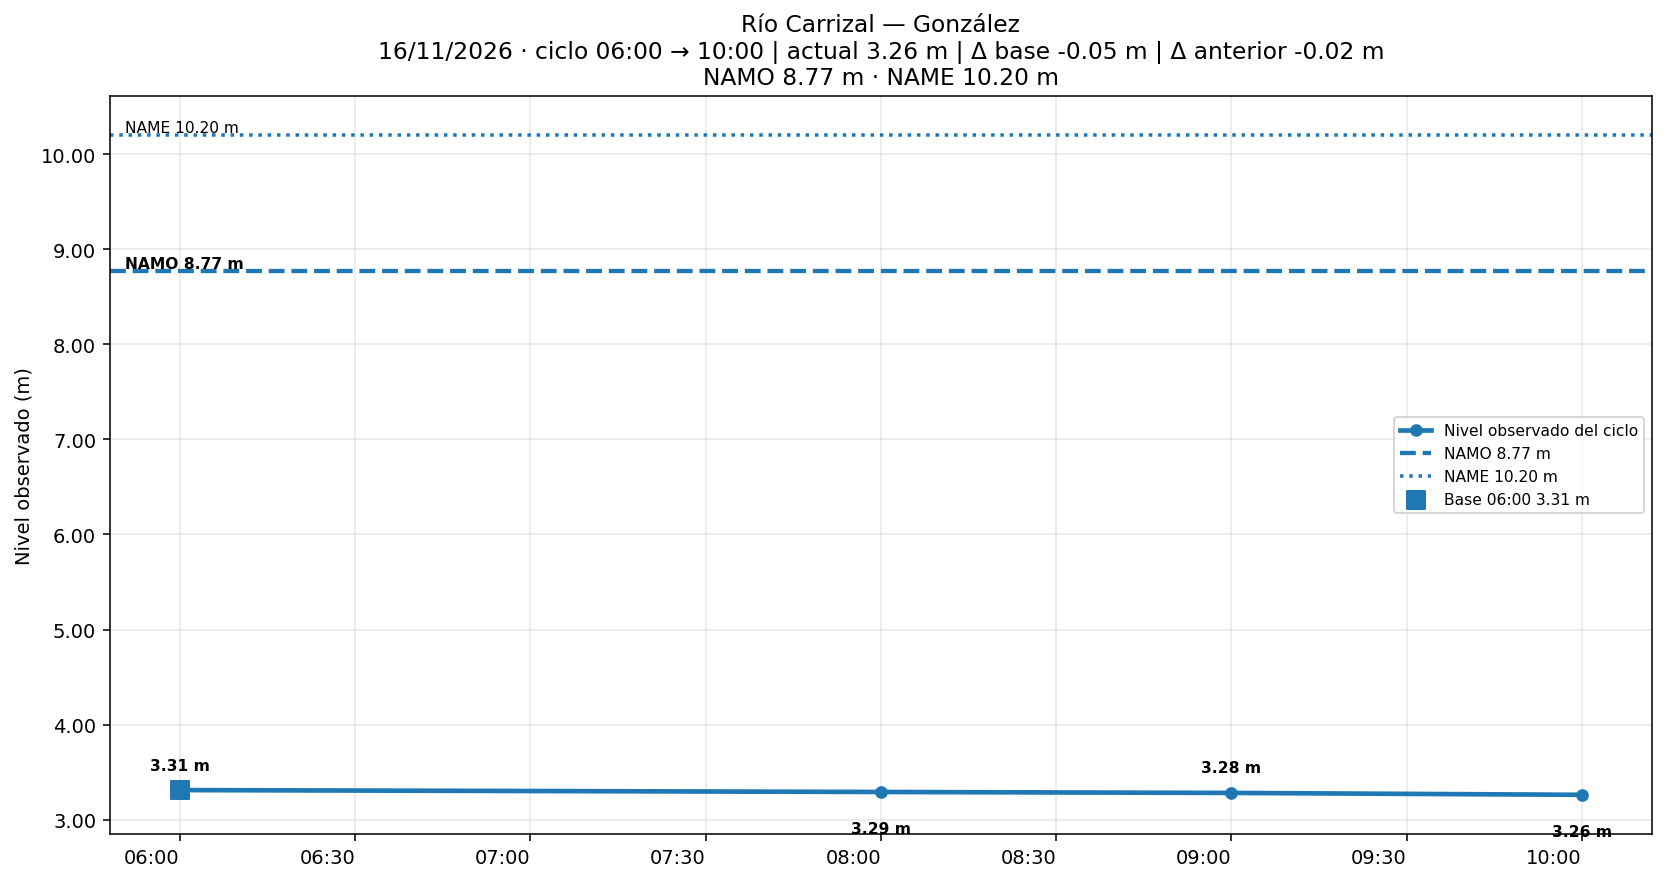 Río Carrizal — González
16/11/2026 · ciclo 06:00 → 10:00 | actual 3.26 m | Δ base -0.05 m | Δ anterior -0.02 m
NAMO 8.77 m · NAME 10.20 m
NAME 10.20 m
10.00
9.00
NAMO 8.77 m
8.00
7.00
6.00
5.00
4.00
3.00
Nivel observado (m)
Nivel observado del ciclo
NAMO 8.77 m
NAME 10.20 m
Base 06:00 3.31 m
3.31 m
3.29 m
3.28 m
3.26 m
06:00
06:30
07:00
07:30
08:00
08:30
09:00
09:30
10:00